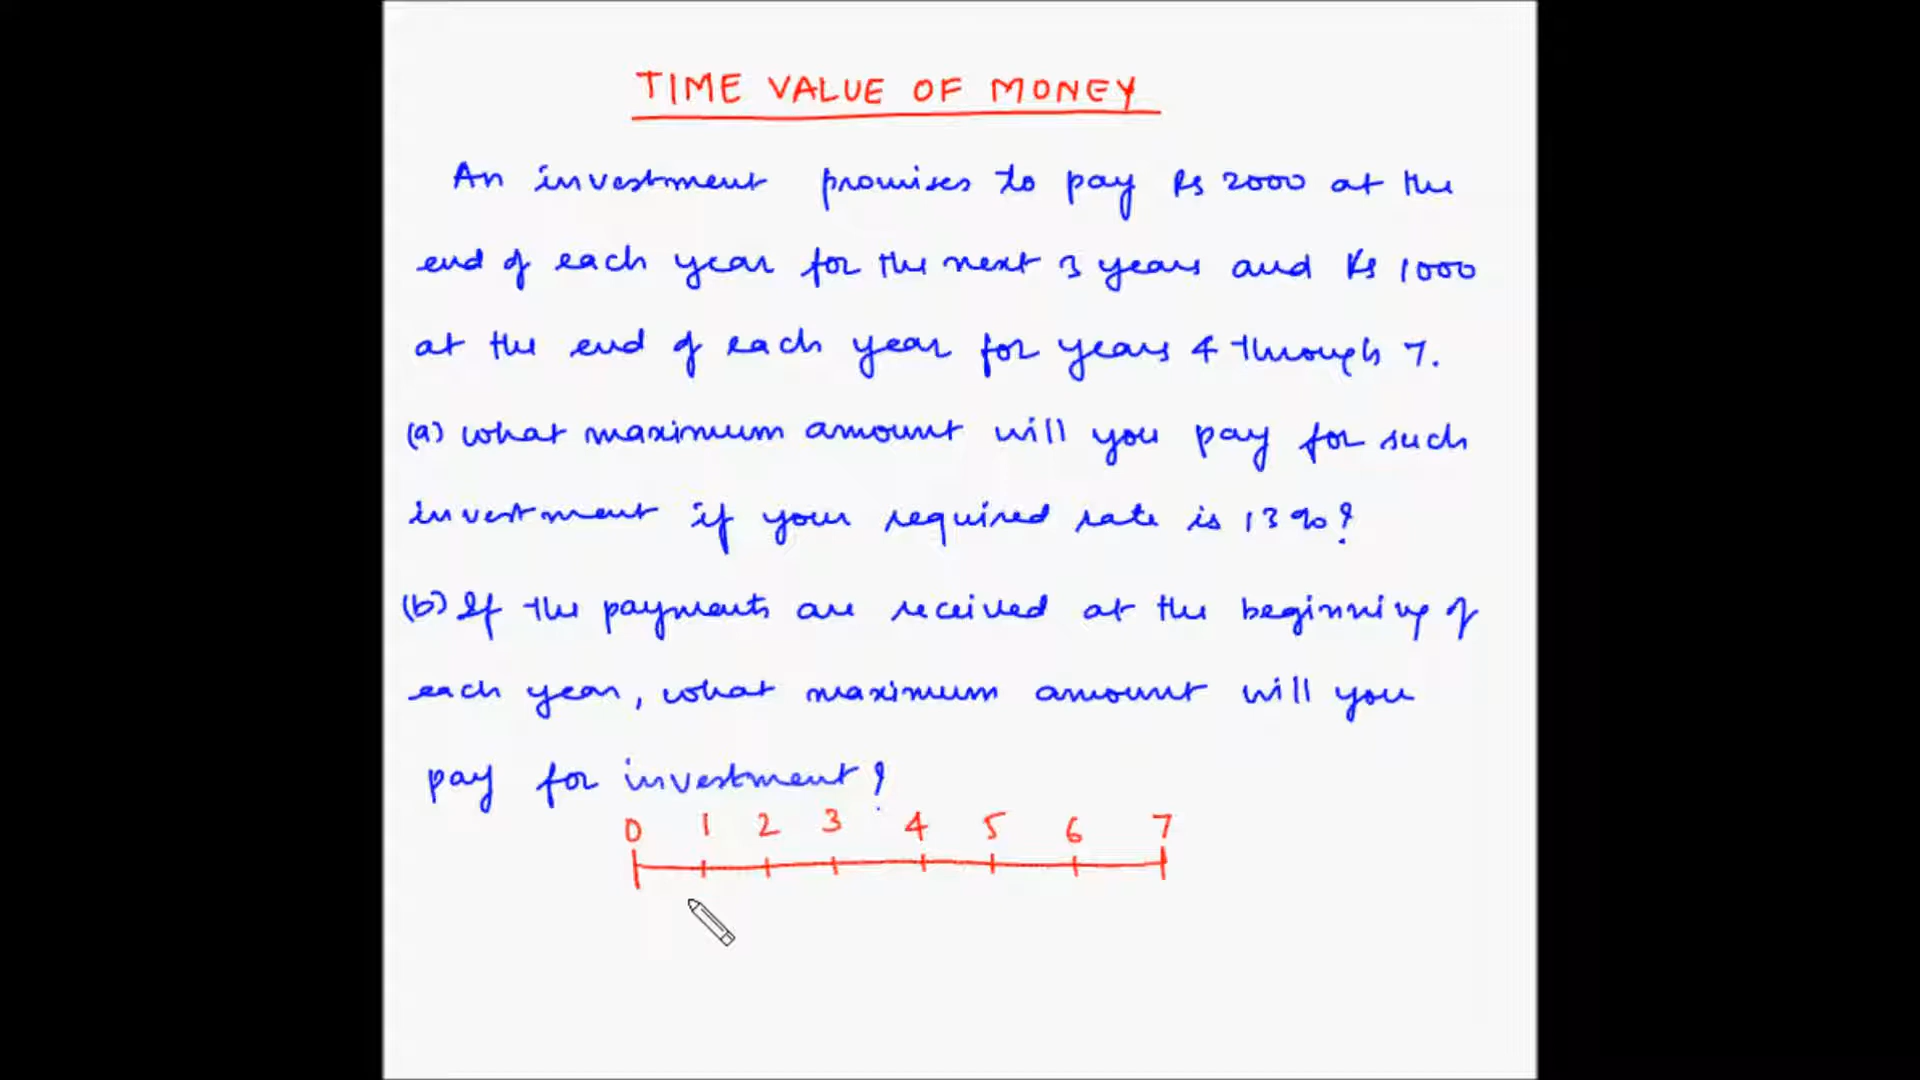 TIME VALUE OF MONEY
An investment promises to pay Rs 2000 at the
end of each year for the next 3 years and Rs 1000
at the end of each year for years 4 through 7.
(a) What maximum amount will you pay for such
investment if your required rate is 13%?
(b) If the payments are received at the beginning of
each year, what maximum amount will you
pay for investment?
0 1 2 3 4 5 6 7